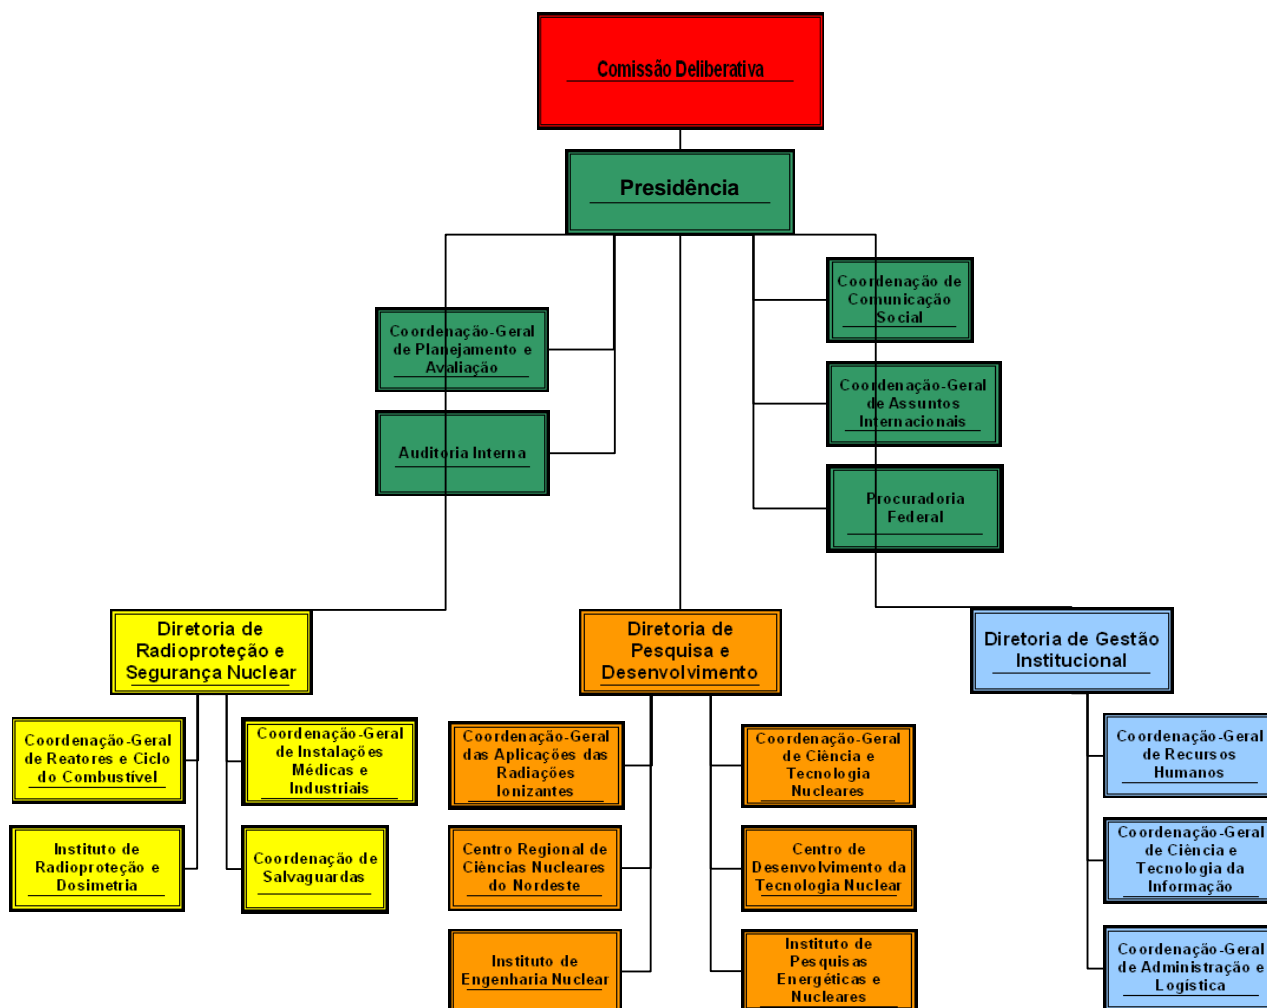 Comissão Deliberativa
Presidência
Coordenação de
Comunicação
Social
Coordenação-Geral
de Planejamento e
Avaliação
Coordenação-Geral
de Assuntos
Internacionais
Auditoria Interna
Procuradoria
Federal
Diretoria de
Radioproteção e
Segurança Nuclear
Diretoria de
Pesquisa e
Desenvolvimento
Diretoria de Gestão
Institucional
Coordenação-Geral
de Reatores e Ciclo
do Combustível
Coordenação-Geral
de Instalações
Médicas e
Industriais
Coordenação-Geral
das Aplicações das
Radiações
Ionizantes
Coordenação-Geral
de Ciência e
Tecnologia
Nucleares
Coordenação-Geral
de Recursos
Humanos
Instituto de
Radioproteção e
Dosimetria
Coordenação de
Salvaguardas
Centro Regional de
Ciências Nucleares
do Nordeste
Centro de
Desenvolvimento da
Tecnologia Nuclear
Coordenação-Geral
de Ciência e
Tecnologia da
Informação
Instituto de
Engenharia Nuclear
Instituto de
Pesquisas
Energéticas e
Nucleares
Coordenação-Geral
de Administração e
Logística